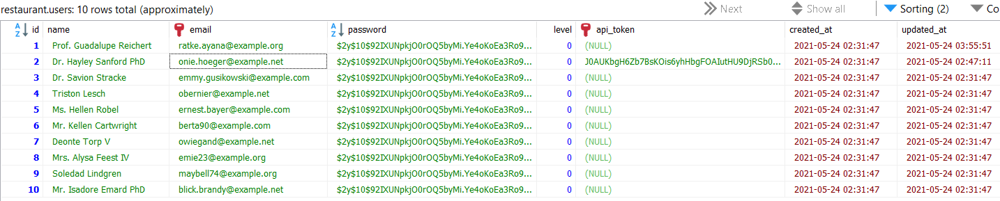 restaurant.users: 10 rows total (approximately) Next Show all Sorting (2) Co
id name email password level api_token created_at updated_at
1 Prof. Guadalupe Reichert ratke.ayana@example.org $2y$10$92IXUNpkjO0rOQ5byMi.Ye4oKoEa3Ro9... 0 (NULL) 2021-05-24 02:31:47 2021-05-24 03:55:51
2 Dr. Hayley Sanford PhD onie.hoeger@example.net $2y$10$92IXUNpkjO0rOQ5byMi.Ye4oKoEa3Ro9... 0 J0AUKbgH6Zb7BsKOis6yhHbgFOAIutHU9DjRSb0... 2021-05-24 02:31:47 2021-05-24 02:47:11
3 Dr. Savion Stracke emmy.gusikowski@example.com $2y$10$92IXUNpkjO0rOQ5byMi.Ye4oKoEa3Ro9... 0 (NULL) 2021-05-24 02:31:47 2021-05-24 02:31:47
4 Triston Lesch obernier@example.net $2y$10$92IXUNpkjO0rOQ5byMi.Ye4oKoEa3Ro9... 0 (NULL) 2021-05-24 02:31:47 2021-05-24 02:31:47
5 Ms. Hellen Robel ernest.bayer@example.com $2y$10$92IXUNpkjO0rOQ5byMi.Ye4oKoEa3Ro9... 0 (NULL) 2021-05-24 02:31:47 2021-05-24 02:31:47
6 Mr. Kellen Cartwright berta90@example.com $2y$10$92IXUNpkjO0rOQ5byMi.Ye4oKoEa3Ro9... 0 (NULL) 2021-05-24 02:31:47 2021-05-24 02:31:47
7 Deonte Torp V owiegand@example.net $2y$10$92IXUNpkjO0rOQ5byMi.Ye4oKoEa3Ro9... 0 (NULL) 2021-05-24 02:31:47 2021-05-24 02:31:47
8 Mrs. Alysa Feest IV emie23@example.org $2y$10$92IXUNpkjO0rOQ5byMi.Ye4oKoEa3Ro9... 0 (NULL) 2021-05-24 02:31:47 2021-05-24 02:31:47
9 Soledad Lindgren maybell74@example.org $2y$10$92IXUNpkjO0rOQ5byMi.Ye4oKoEa3Ro9... 0 (NULL) 2021-05-24 02:31:47 2021-05-24 02:31:47
10 Mr. Isadore Emard PhD blick.brandy@example.net $2y$10$92IXUNpkjO0rOQ5byMi.Ye4oKoEa3Ro9... 0 (NULL) 2021-05-24 02:31:47 2021-05-24 02:31:47